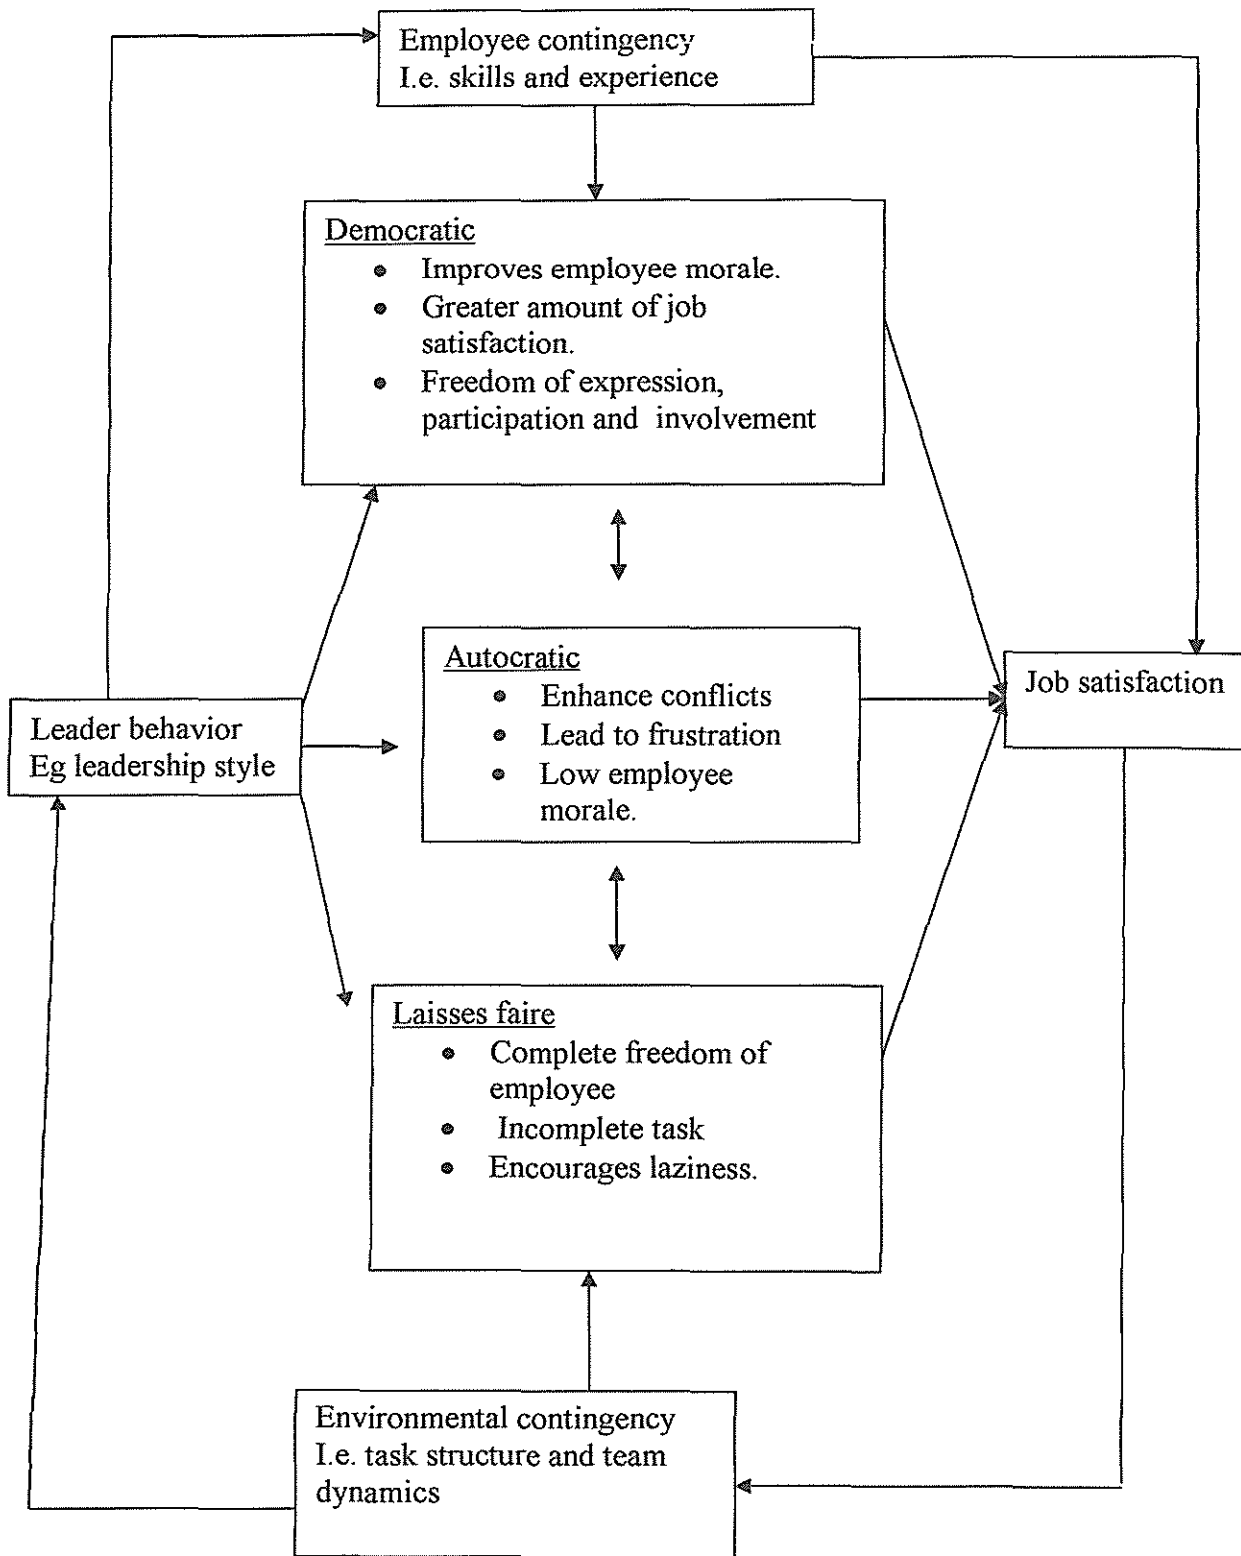 Employee contingency
I.e. skills and experience
Democratic
• Improves employee morale.
• Greater amount of job
satisfaction.
• Freedom of expression,
participation and involvement
Autocratic
• Enhance conflicts
• Lead to frustration
• Low employee
morale.
Job satisfaction
Leader behavior
Eg leadership style
Laisses faire
• Complete freedom of
employee
• Incomplete task
• Encourages laziness.
Environmental contingency
I.e. task structure and team
dynamics